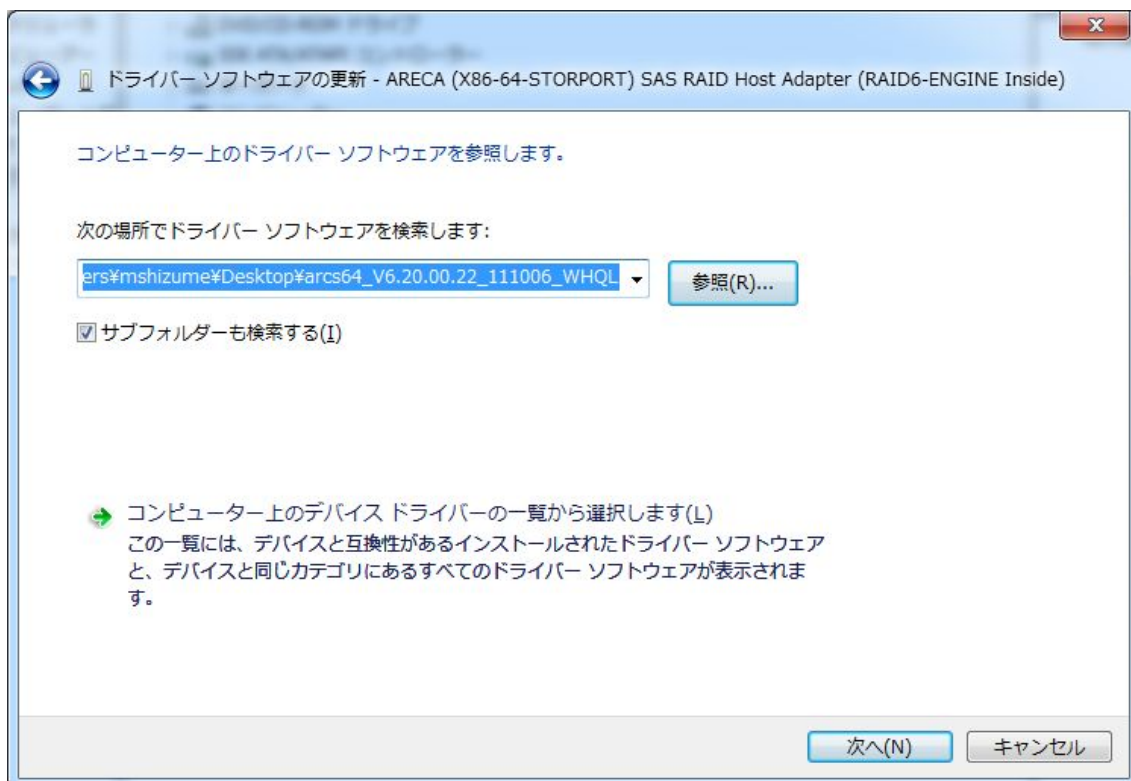 ドライバー ソフトウェアの更新 - ARECA (X86-64-STORPORT) SAS RAID Host Adapter (RAID6-ENGINE Inside)
コンピューター上のドライバー ソフトウェアを参照します。
次の場所でドライバー ソフトウェアを検索します:
ers¥mshizume¥Desktop¥arcs64_V6.20.00.22_111006_WHQL
参照(R)...
サブフォルダーも検索する(I)
コンピューター上のデバイス ドライバーの一覧から選択します(L)
この一覧には、デバイスと互換性があるインストールされたドライバー ソフトウェア
と、デバイスと同じカテゴリにあるすべてのドライバー ソフトウェアが表示されま
す。
次へ(N)
キャンセル